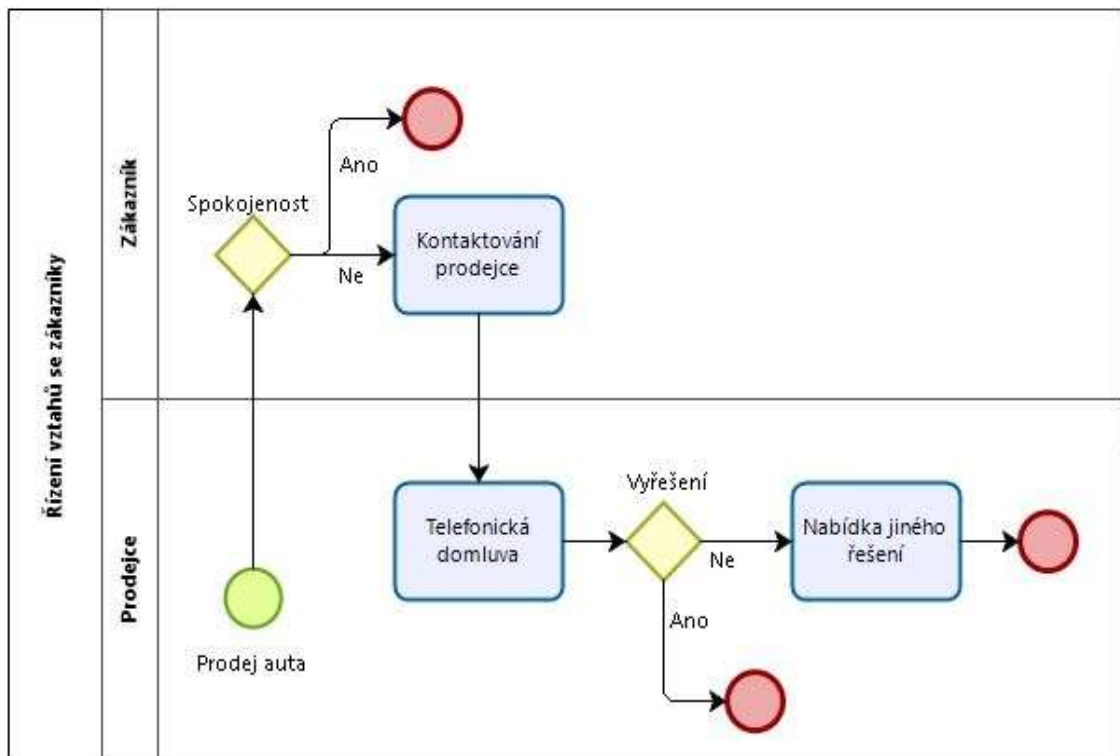 Řízení vztahů se zákazníky
Zákazník
Spokojenost
Ano
Ne
Kontaktování
prodejce
Prodejce
Prodej auta
Telefonická
domluva
Vyřešení
Ne
Ano
Nabídka jiného
řešení